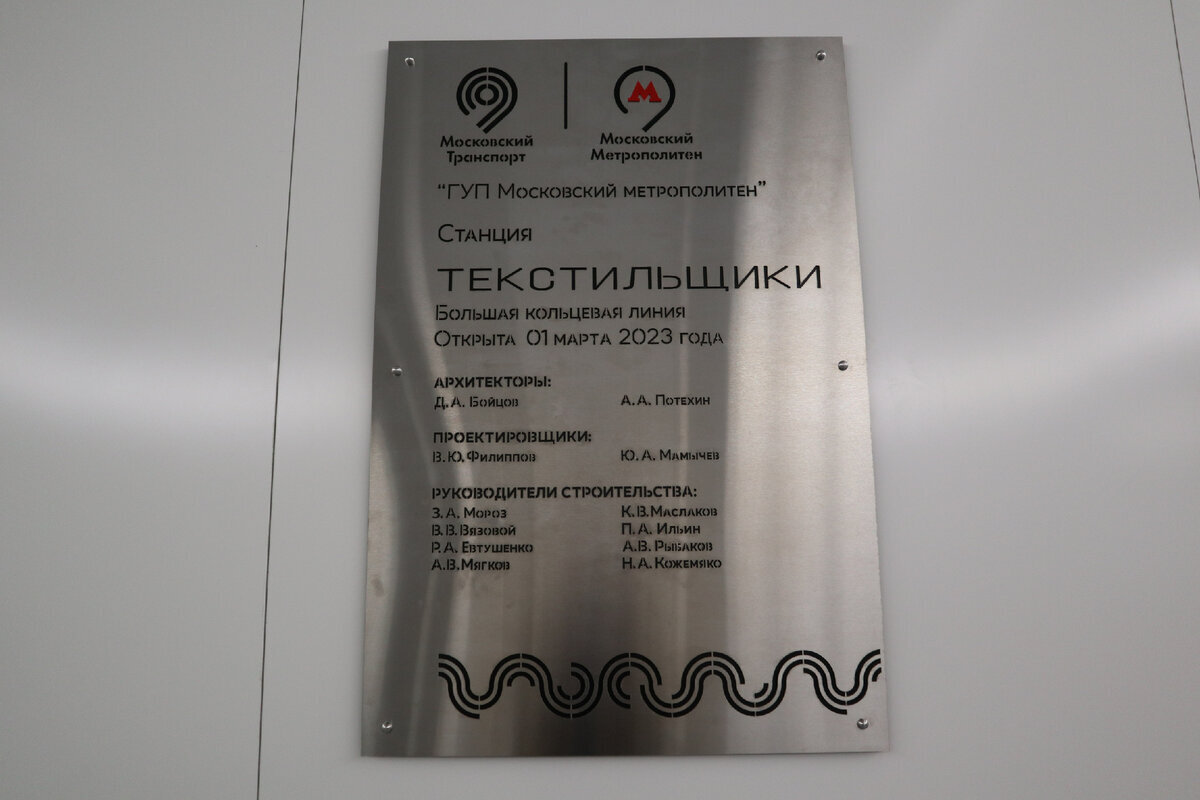 Московский
Транспорт
М
Московский
Метрополитен
“ГУП Московский метрополитен”
Станция
ТЕКСТИЛЬЩИКИ
Большая кольцевая линия
Открыта 01 марта 2023 года
АРХИТЕКТОРЫ:
Д. А. Бойцов А. А. Потехин
ПРОЕКТИРОВЩИКИ:
В. Ю. Филиппов Ю. А. Мамычев
РУКОВОДИТЕЛИ СТРОИТЕЛЬСТВА:
З. А. Мороз К. В. Маслаков
В. В. Вязовой П. А. Ильин
Р. А. Евтушенко А. В. Рыбаков
А. В. Мягков Н. А. Кожемяко